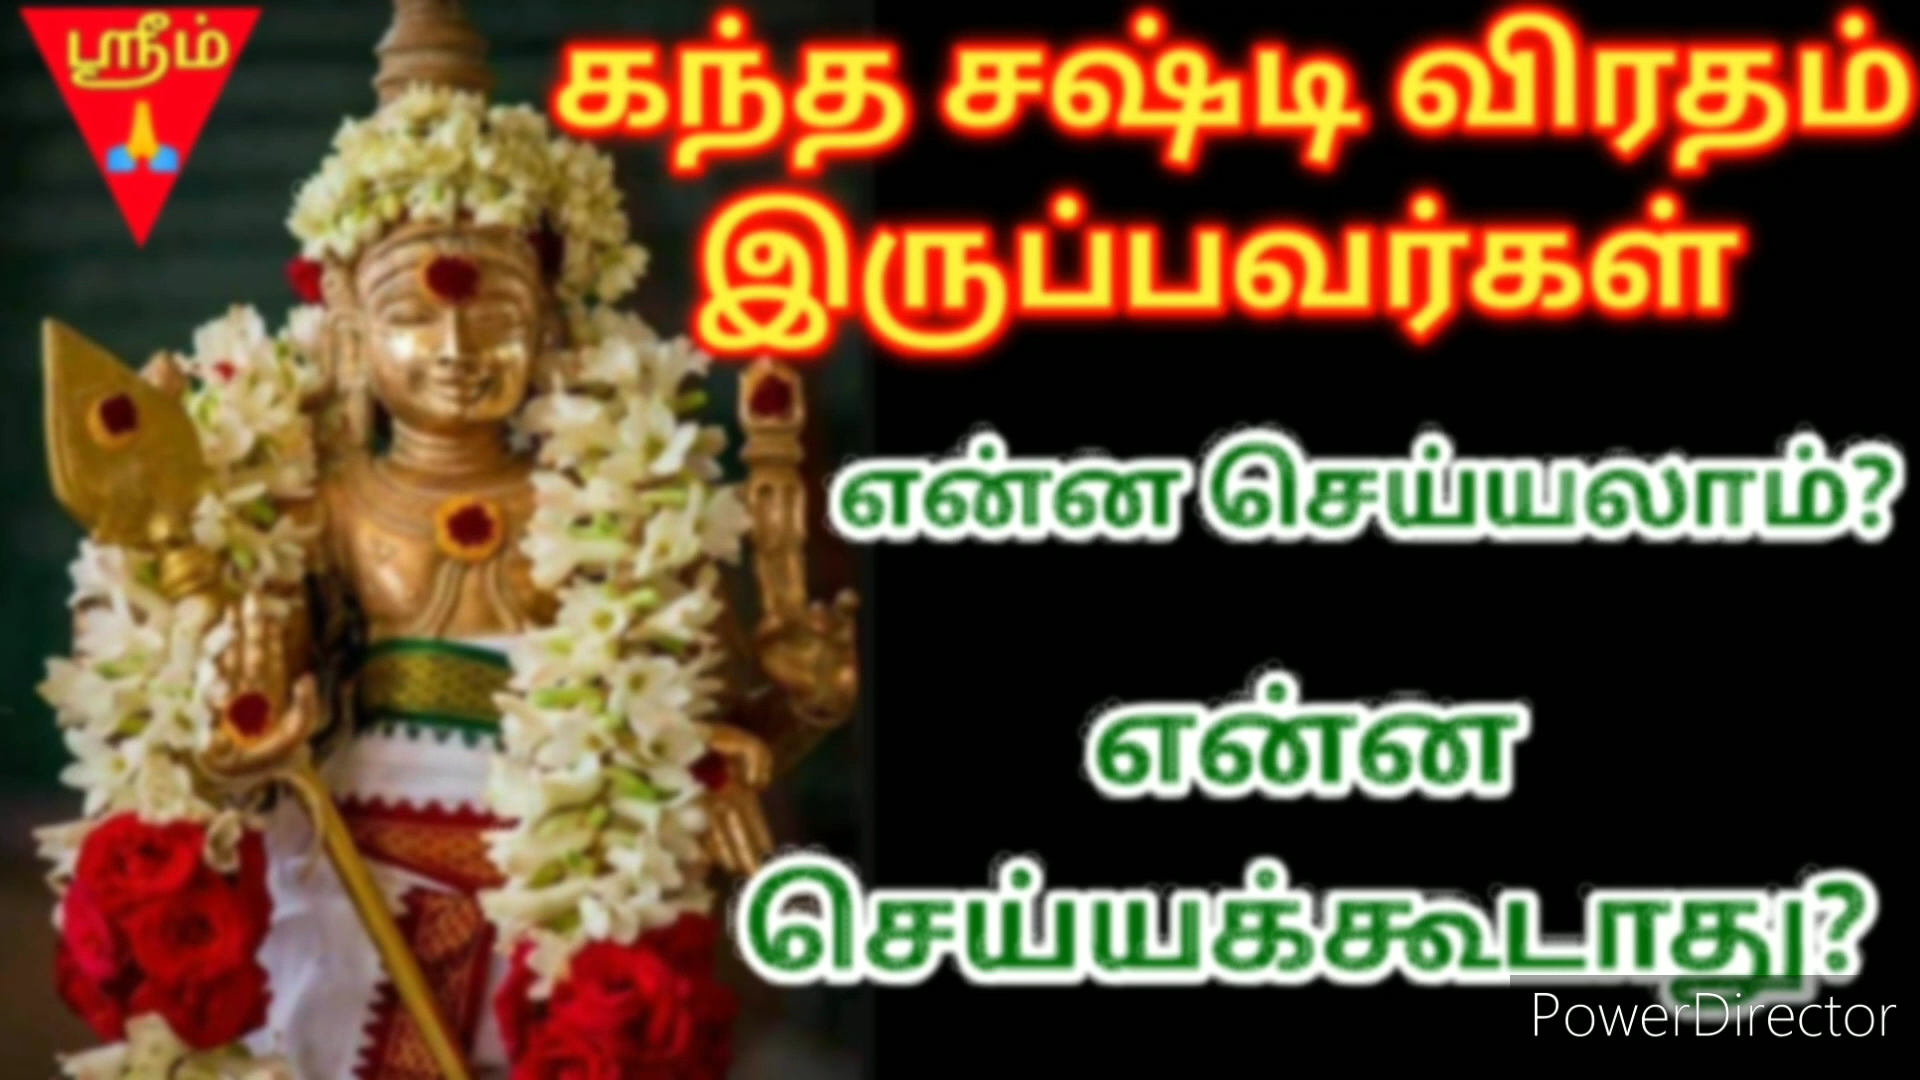 ஸ்ரீம்
கந்த சஷ்டி விரதம்
இருப்பவர்கள்
என்ன செய்யலாம்?
என்ன
செய்யக்கூடாது?
PowerDirector